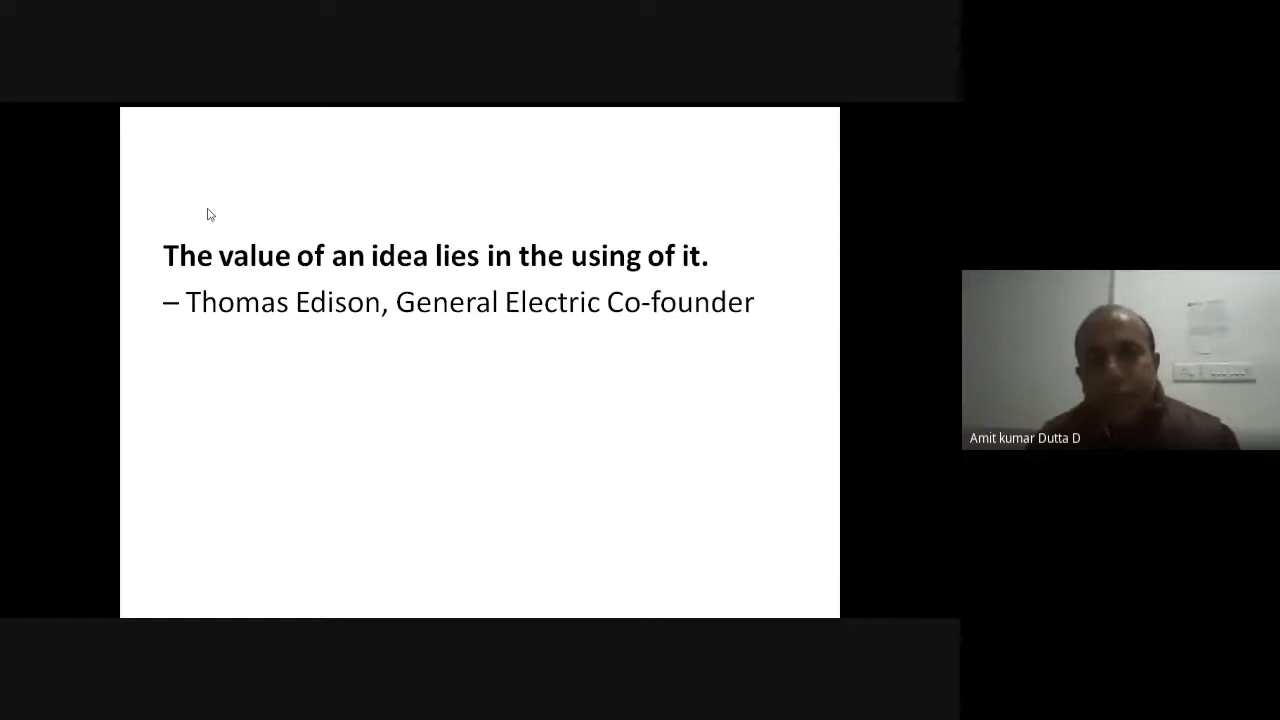 The value of an idea lies in the using of it.
– Thomas Edison, General Electric Co-founder
Amit kumar Dutta D